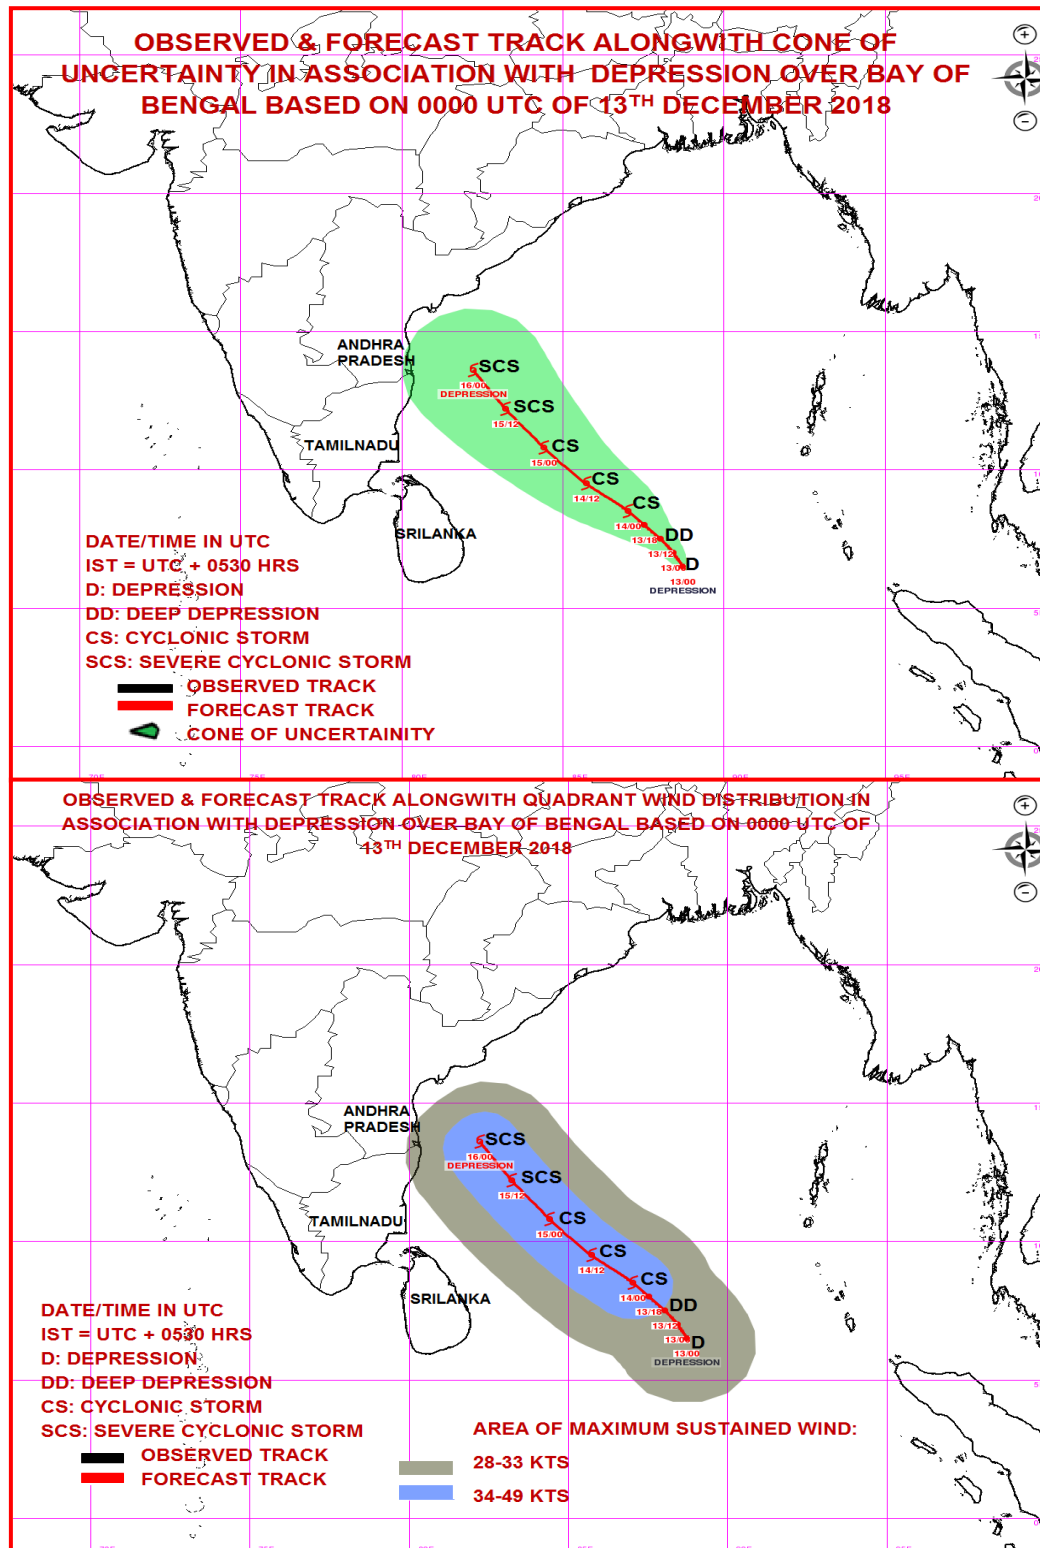 OBSERVED & FORECAST TRACK ALONGWITH CONE OF
UNCERTAINTY IN ASSOCIATION WITH DEPRESSION OVER BAY OF
BENGAL BASED ON 0000 UTC OF 13TH DECEMBER 2018
ANDHRA
PRADESH
SCS
16/00
DEPRESSION
SCS
15/12
TAMILNADU
CS
15/00
CS
14/12
CS
14/00
SRILANKA
13/18
DD
13/12
D
13/00
DEPRESSION
DATE/TIME IN UTC
IST = UTC + 0530 HRS
D: DEPRESSION
DD: DEEP DEPRESSION
CS: CYCLONIC STORM
SCS: SEVERE CYCLONIC STORM
OBSERVED TRACK
FORECAST TRACK
CONE OF UNCERTAINITY
OBSERVED & FORECAST TRACK ALONGWITH QUADRANT WIND DISTRIBUTION IN
ASSOCIATION WITH DEPRESSION OVER BAY OF BENGAL BASED ON 0000 UTC OF
13TH DECEMBER 2018
ANDHRA
PRADESH
SCS
16/00
DEPRESSION
SCS
15/12
TAMILNADU
CS
15/00
CS
14/12
CS
14/00
SRILANKA
13/18
DD
13/12
D
13/00
DEPRESSION
DATE/TIME IN UTC
IST = UTC + 0530 HRS
D: DEPRESSION
DD: DEEP DEPRESSION
CS: CYCLONIC STORM
SCS: SEVERE CYCLONIC STORM
OBSERVED TRACK
FORECAST TRACK
AREA OF MAXIMUM SUSTAINED WIND:
28-33 KTS
34-49 KTS